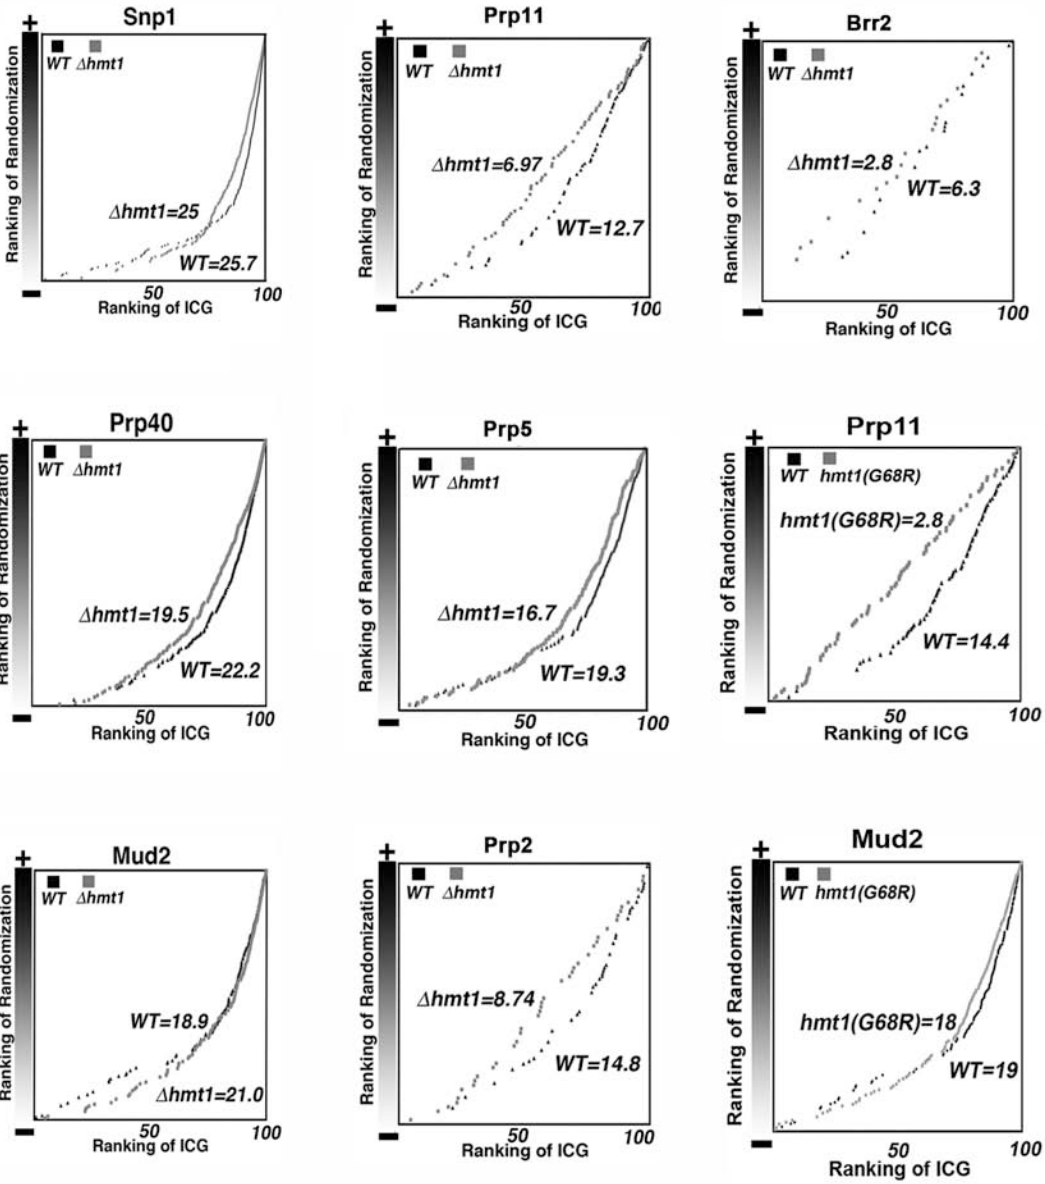 Snp1
+
WT Δhmt1
Ranking of Randomization
Δhmt1=25
WT=25.7
50 100
Ranking of ICG
Prp11
+
WT Δhmt1
Ranking of Randomization
Δhmt1=6.97
WT=12.7
50 100
Ranking of ICG
Brr2
+
WT Δhmt1
Ranking of Randomization
Δhmt1=2.8
WT=6.3
50 100
Ranking of ICG
Prp40
+
WT Δhmt1
Ranking of Randomization
Δhmt1=19.5
WT=22.2
50 100
Ranking of ICG
Prp5
+
WT Δhmt1
Ranking of Randomization
Δhmt1=16.7
WT=19.3
50 100
Ranking of ICG
Prp11
+
WT hmt1(G68R)
Ranking of Randomization
hmt1(G68R)=2.8
WT=14.4
50 100
Ranking of ICG
Mud2
+
WT Δhmt1
Ranking of Randomization
WT=18.9
Δhmt1=21.0
50 100
Ranking of ICG
Prp2
+
WT Δhmt1
Ranking of Randomization
Δhmt1=8.74
WT=14.8
50 100
Ranking of ICG
Mud2
+
WT hmt1(G68R)
Ranking of Randomization
hmt1(G68R)=18
WT=19
50 100
Ranking of ICG